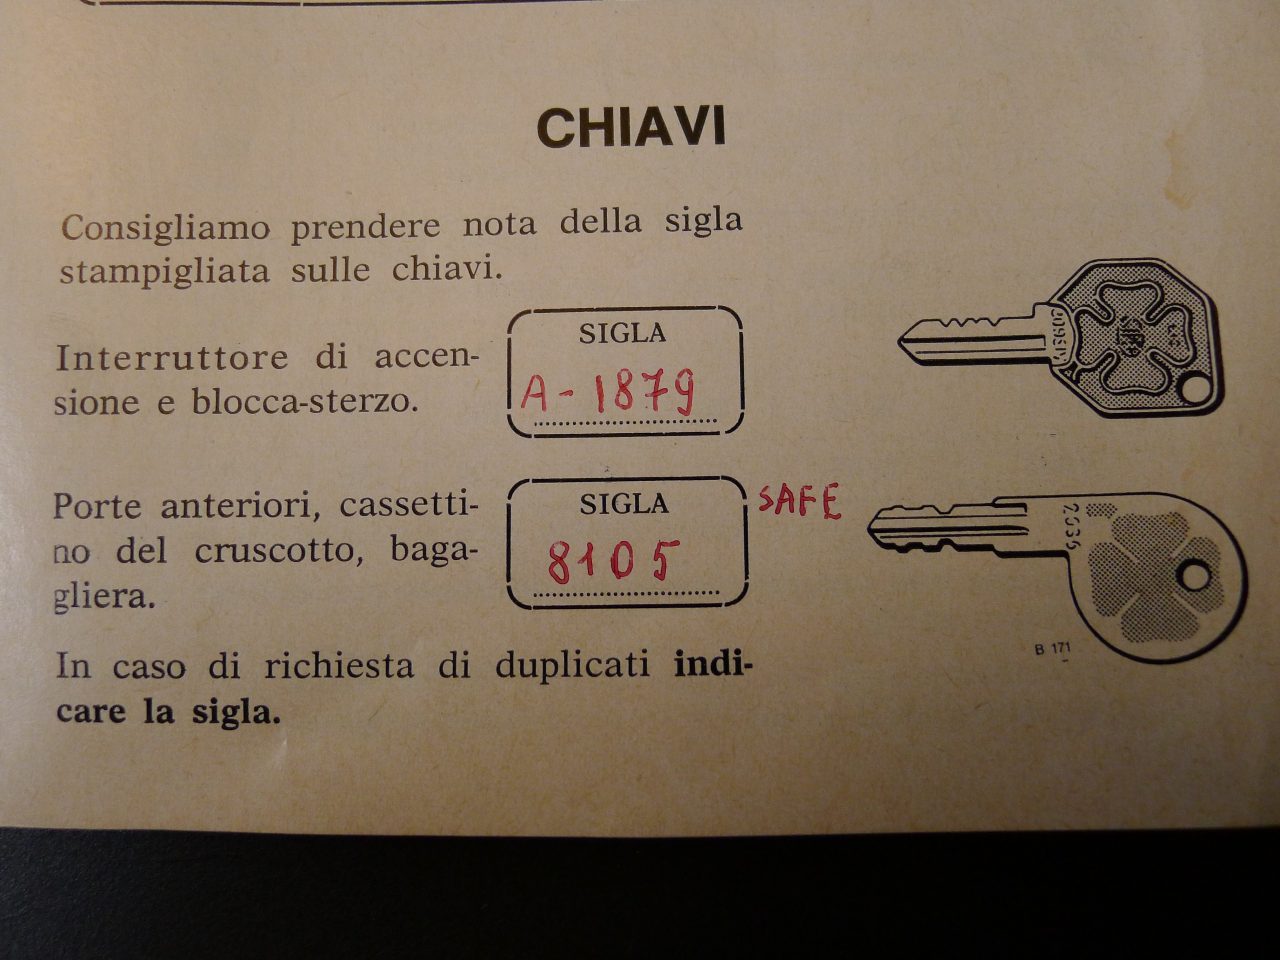 CHIAVI
Consigliamo prendere nota della sigla
stampigliata sulle chiavi.
Interruttore di accen-
sione e blocca-sterzo.
SIGLA
A-1879
Porte anteriori, cassetti-
no del cruscotto, baga-
gliera.
SIGLA
8105
SAFE
In caso di richiesta di duplicati indi-
care la sigla.
B 171